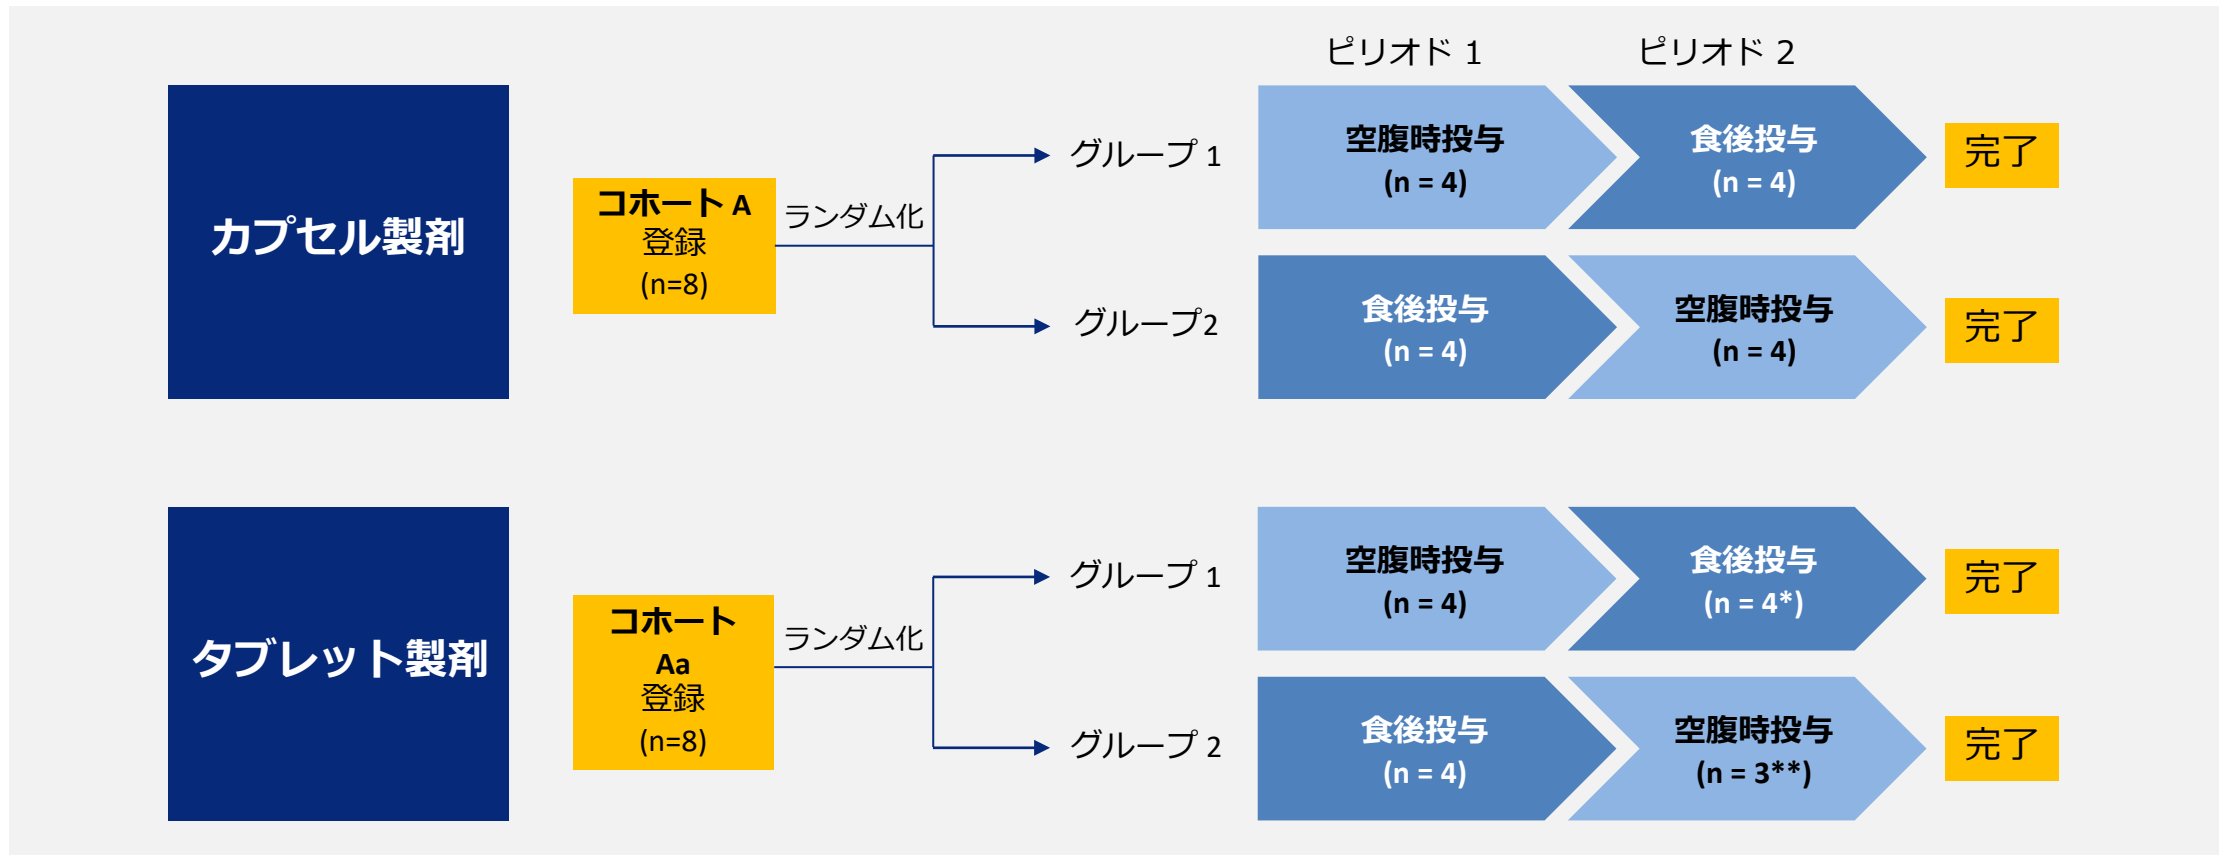 ピリオド 1
ピリオド 2
カプセル製剤
コホート A
登録
(n=8)
ランダム化
グループ 1
空腹時投与
(n = 4)
食後投与
(n = 4)
完了
グループ2
食後投与
(n = 4)
空腹時投与
(n = 4)
完了
タブレット製剤
コホート
Aa
登録
(n=8)
ランダム化
グループ 1
空腹時投与
(n = 4)
食後投与
(n = 4*)
完了
グループ 2
食後投与
(n = 4)
空腹時投与
(n = 3**)
完了